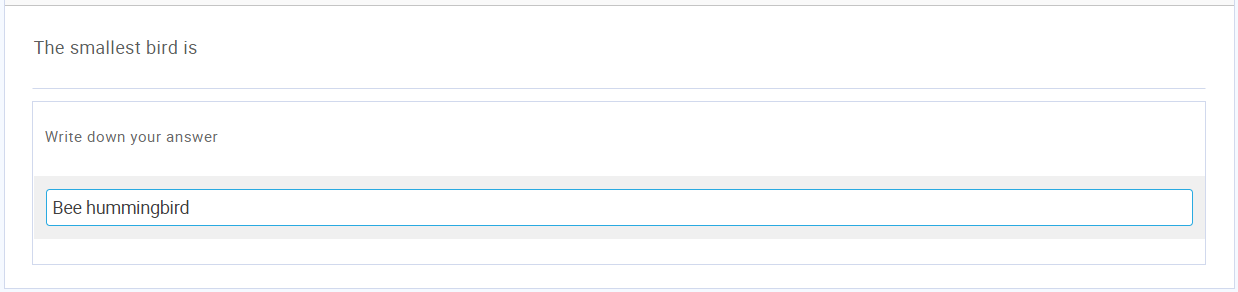 The smallest bird is
Write down your answer
Bee hummingbird